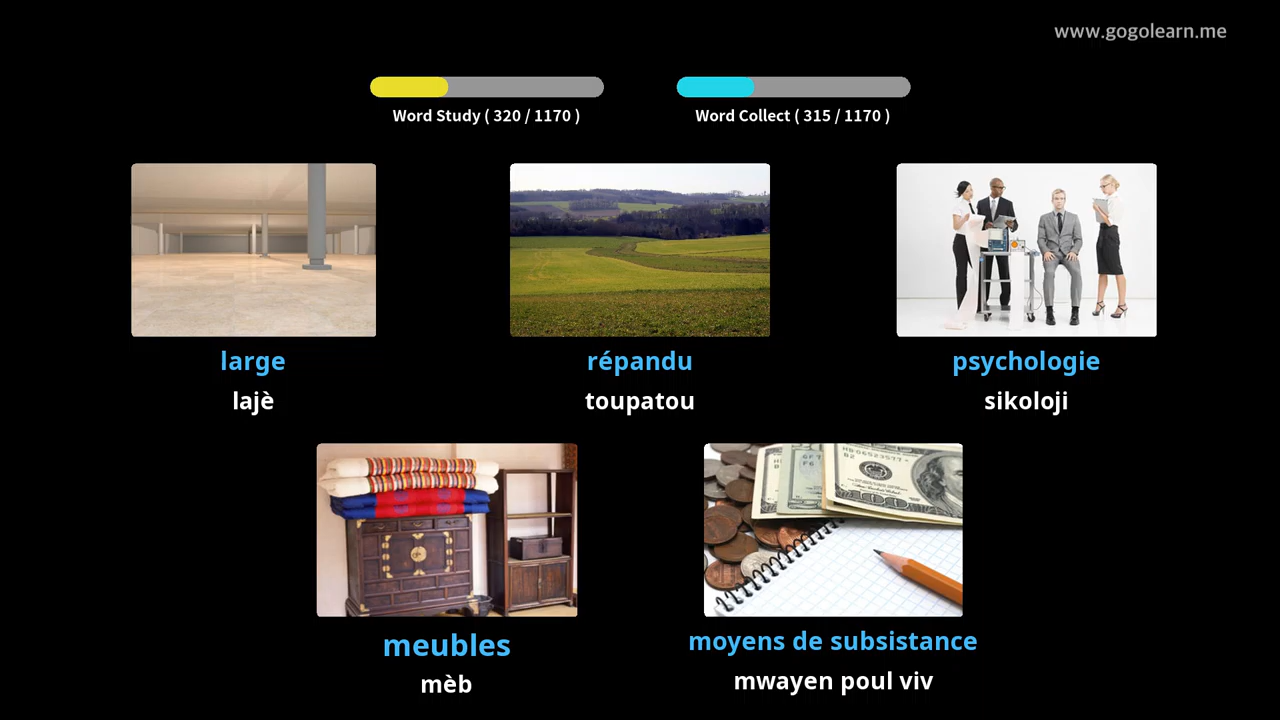 www.gogolearn.me
Word Study ( 320 / 1170 )
Word Collect ( 315 / 1170 )
large
lajè
répandu
toupatou
psychologie
sikoloji
meubles
mèb
moyens de subsistance
mwayen poul viv